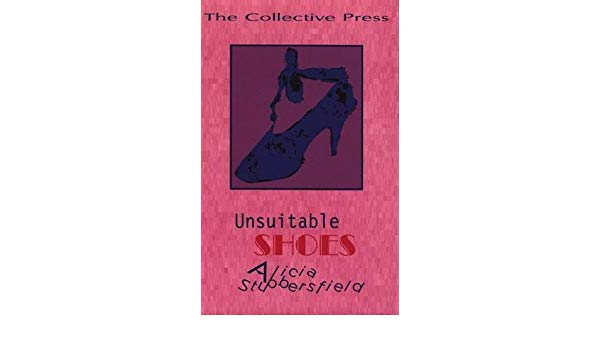 The Collective Press
Unsuitable
SHOES
Alicia
Stubbersfield